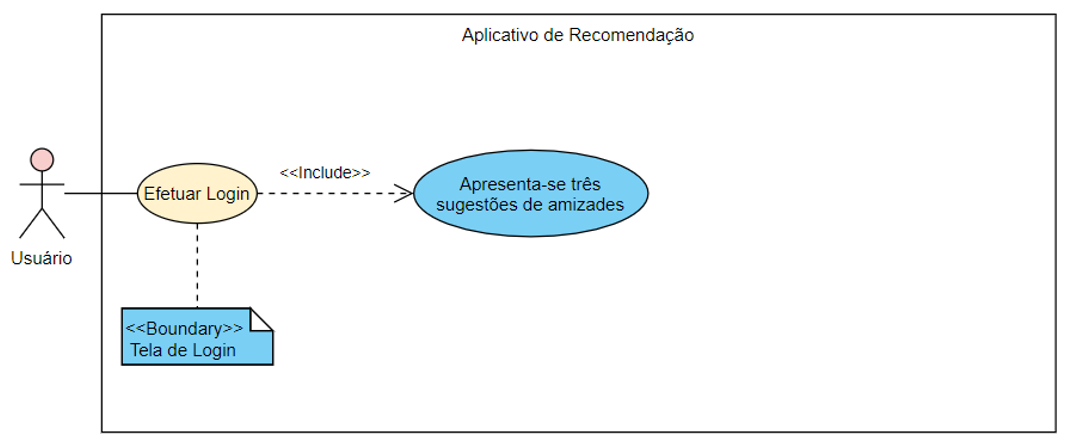 Aplicativo de Recomendação
<<Include>>
Efetuar Login
Apresenta-se três
sugestões de amizades
Usuário
<<Boundary>>
Tela de Login